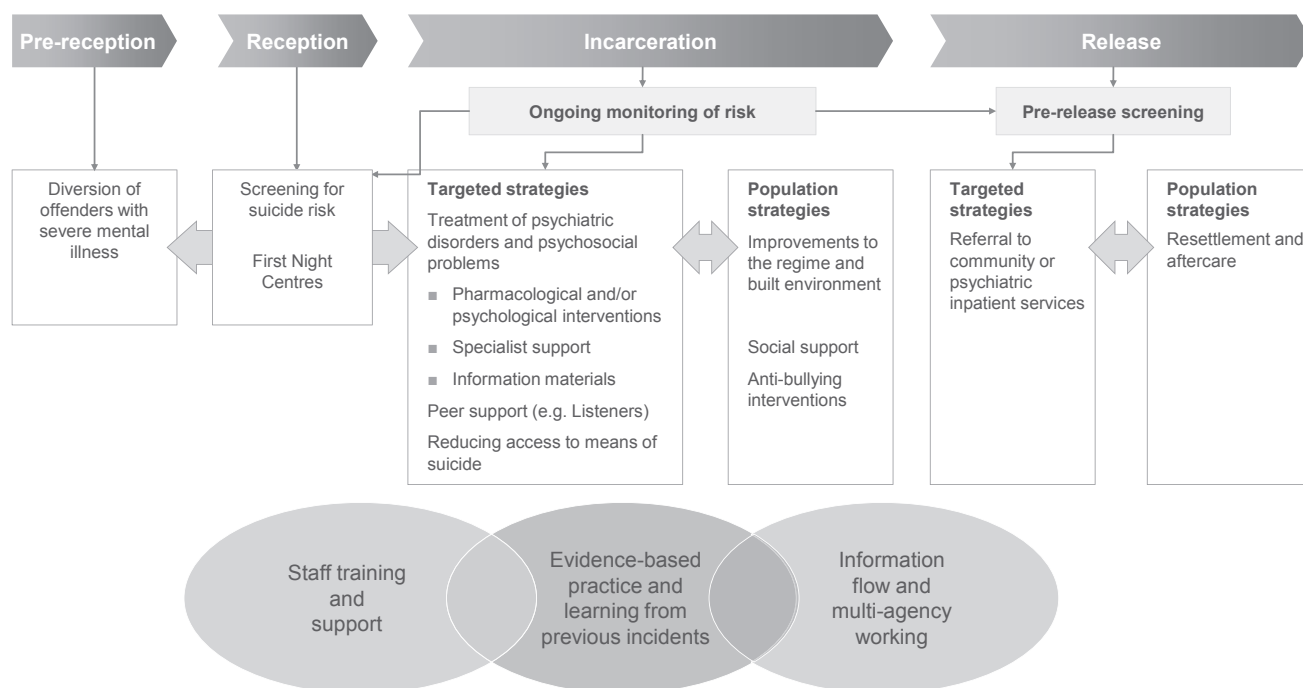 Pre-reception
Reception
Incarceration
Release
Ongoing monitoring of risk
Pre-release screening
Diversion of
offenders with
severe mental
illness
Screening for
suicide risk
First Night
Centres
Targeted strategies
Treatment of psychiatric
disorders and psychosocial
problems
■ Pharmacological and/or
psychological interventions
■ Specialist support
■ Information materials
Peer support (e.g. Listeners)
Reducing access to means of
suicide
Population
strategies
Improvements to
the regime and
built environment
Social support
Anti-bullying
interventions
Targeted
strategies
Referral to
community or
psychiatric
inpatient services
Population
strategies
Resettlement and
aftercare
Staff training
and
support
Evidence-based
practice and
learning from
previous incidents
Information
flow and
multi-agency
working